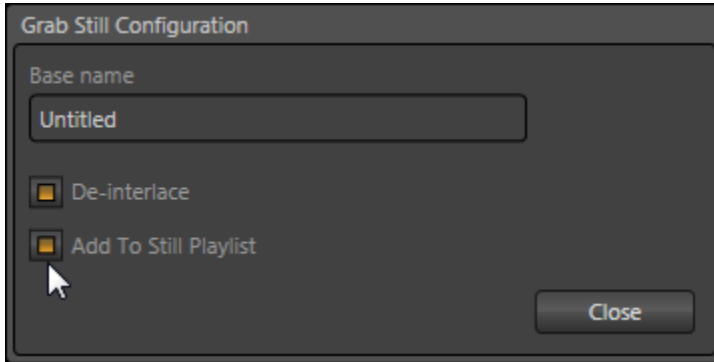 Grab Still Configuration
Base name
Untitled
De-interlace
Add To Still Playlist
Close